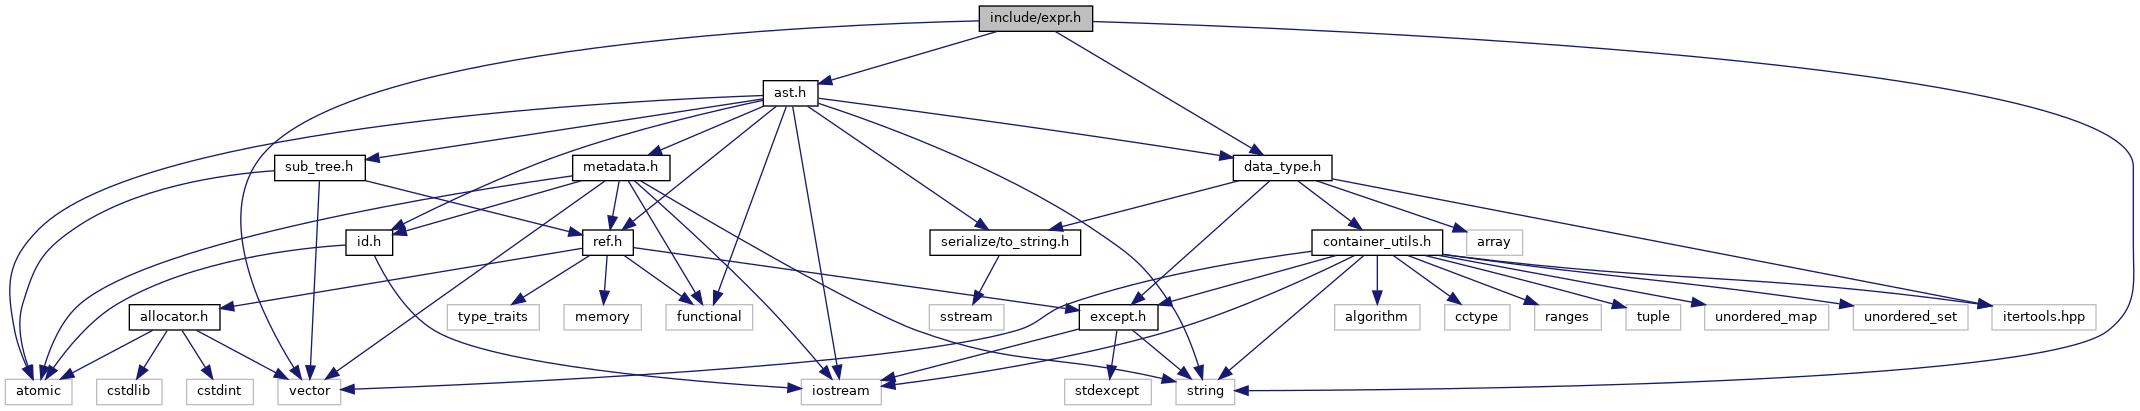 include/expr.h
ast.h
sub_tree.h
metadata.h
data_type.h
id.h
ref.h
serialize/to_string.h
container_utils.h
array
allocator.h
type_traits
memory
functional
sstream
except.h
algorithm
cctype
ranges
tuple
unordered_map
unordered_set
itertools.hpp
atomic
cstdlib
cstdint
vector
iostream
stdexcept
string